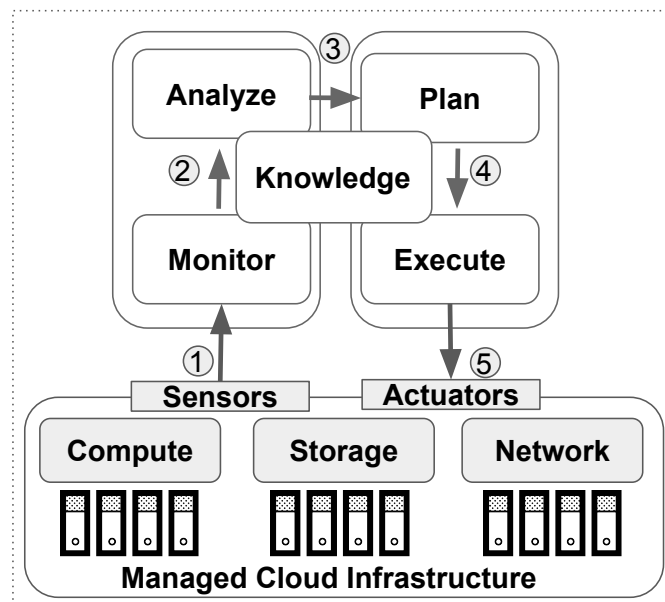 3
Analyze
Plan
2
Knowledge
4
Monitor
Execute
1
5
Sensors
Actuators
Compute
Storage
Network
Managed Cloud Infrastructure